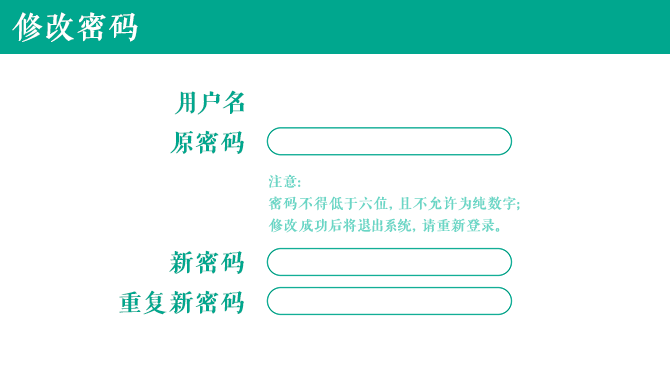 修改密码
用户名
原密码
注意:
密码不得低于六位, 且不允许为纯数字;
修改成功后将退出系统, 请重新登录。
新密码
重复新密码